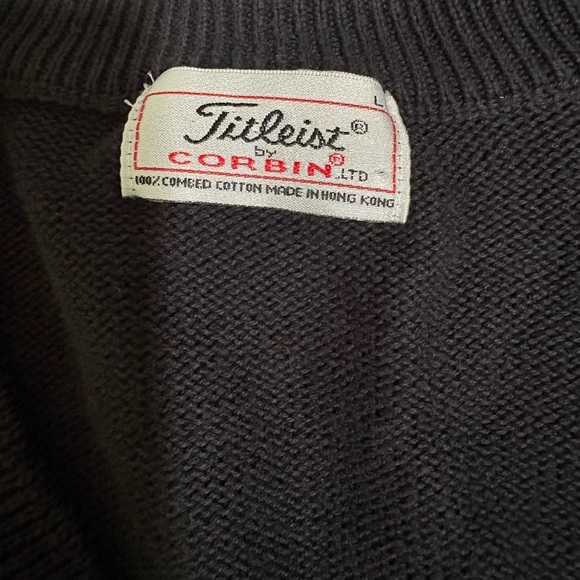 L
Titleist®
by
CORBIN®
.LTD
100% COMBED COTTON MADE IN HONG KONG